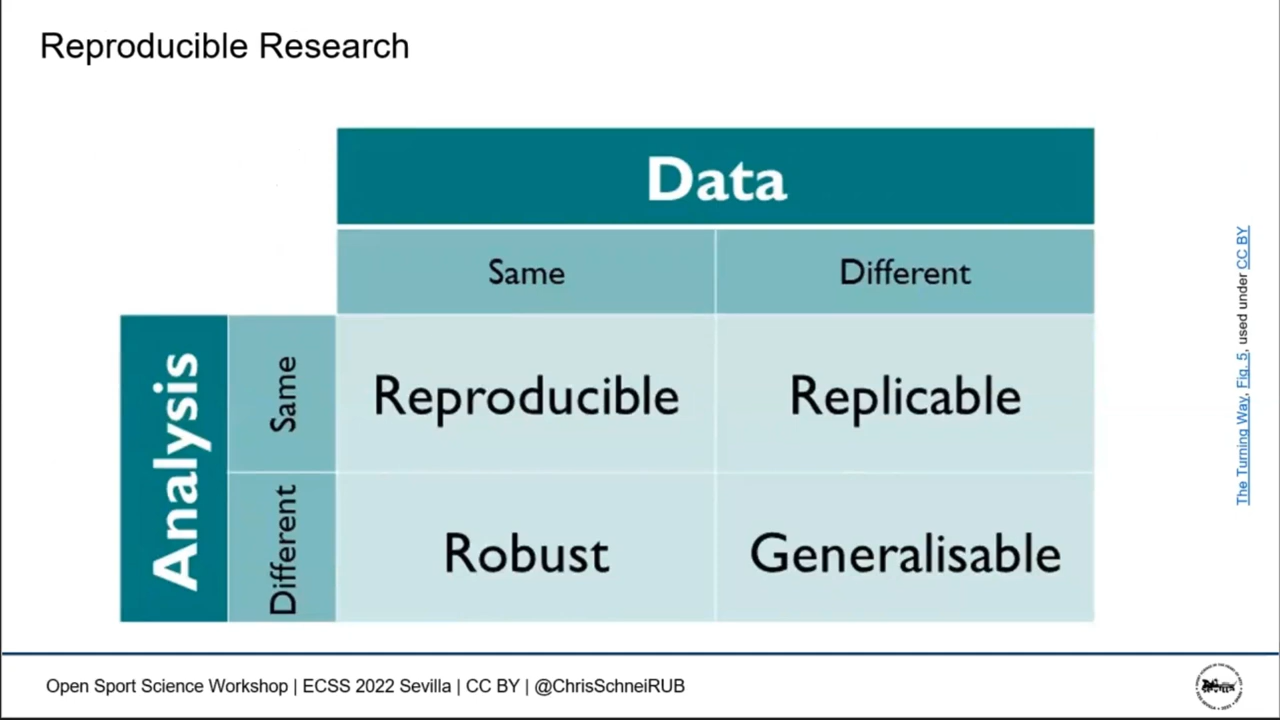 Reproducible Research
Data
Same
Different
Analysis
Same
Reproducible
Replicable
Different
Robust
Generalisable
The Turning Way, Fig. 5, used under CC BY
Open Sport Science Workshop | ECSS 2022 Sevilla | CC BY | @ChrisSchneiRUB